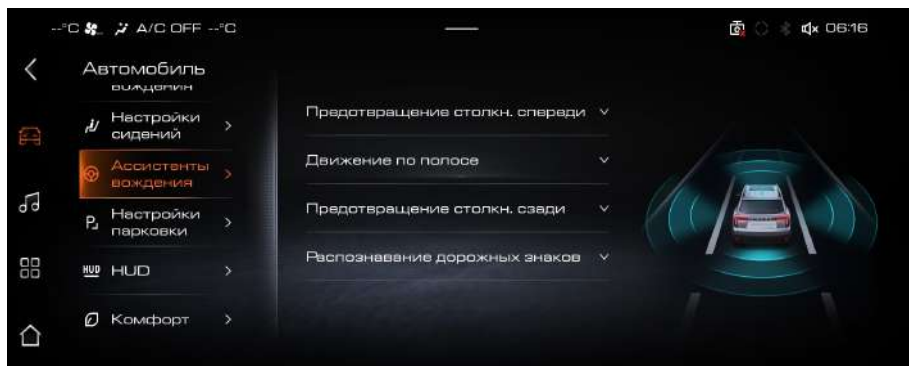 --°C A/C OFF --°C
06:16
Автомобиль
вождения
Настройки
сидений
Ассистенты
вождения
Настройки
парковки
HUD HUD
Комфорт
Предотвращение столкн. спереди
Движение по полосе
Предотвращение столкн. сзади
Распознавание дорожных знаков